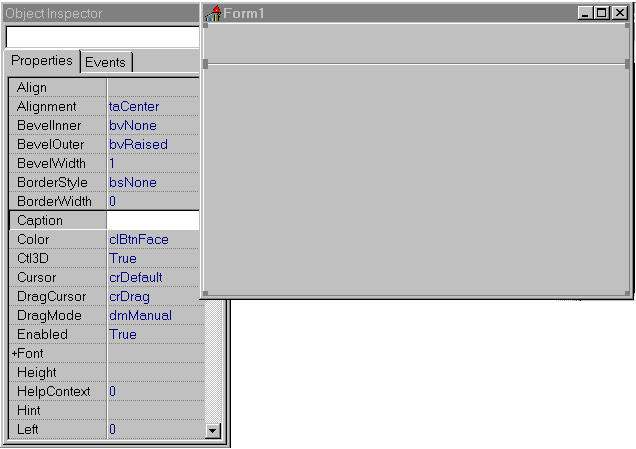 Object Inspector
Form1
Properties Events
Align
Alignment taCenter
BevelInner bvNone
BevelOuter bvRaised
BevelWidth 1
BorderStyle bsNone
BorderWidth 0
Caption
Color clBtnFace
Ctl3D True
Cursor crDefault
DragCursor crDrag
DragMode dmManual
Enabled True
+Font
Height
HelpContext 0
Hint
Left 0